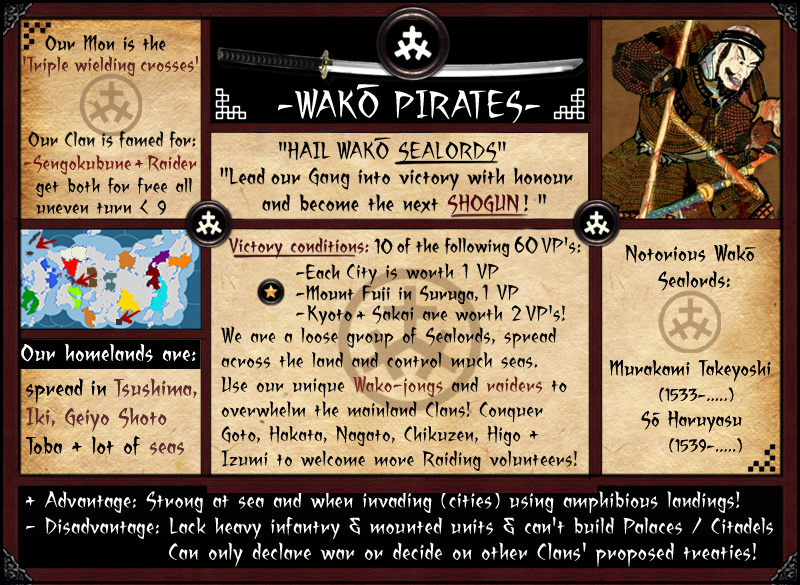 Our Mon is the
'Triple wielding crosses'
Our Clan is famed for:
-Sengokubune + Raider
get both for free all
uneven turn < 9
-WAKŌ PIRATES-
"HAIL WAKŌ SEALORDS"
"Lead our Gang into victory with honour
and become the next SHOGUN! "
Victory conditions: 10 of the following 60 VP's:
-Each City is worth 1 VP
-Mount Fuji in Suruga, 1 VP
-Kyoto + Sakai are worth 2 VP's!
We are a loose group of Sealords, spread
across the land and control much seas.
Use our unique Wako-jongs and raiders to
overwhelm the mainland Clans! Conquer
Goto, Hakata, Nagato, Chikuzen, Higo +
Izumi to welcome more Raiding volunteers!
Our homelands are:
spread in Tsushima,
Iki, Geiyo Shoto
Toba + lot of seas
Notorious Wakō
Sealords:
Murakami Takeyoshi
(1533-.....)
Sō Haruyasu
(1539-.....)
+ Advantage: Strong at sea and when invading (cities) using amphibious landings!
- Disadvantage: Lack heavy infantry & mounted units & can't build Palaces / Citadels
Can only declare war or decide on other Clans' proposed treaties!